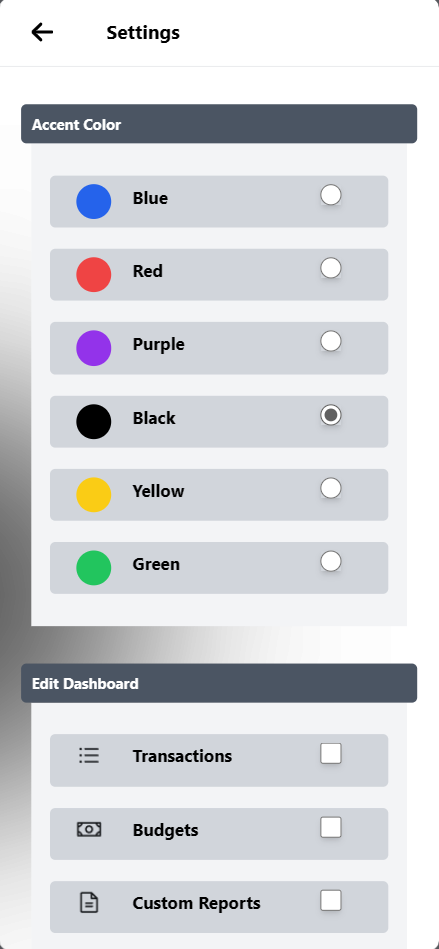 Settings
Accent Color
Blue
Red
Purple
Black
Yellow
Green
Edit Dashboard
Transactions
Budgets
Custom Reports